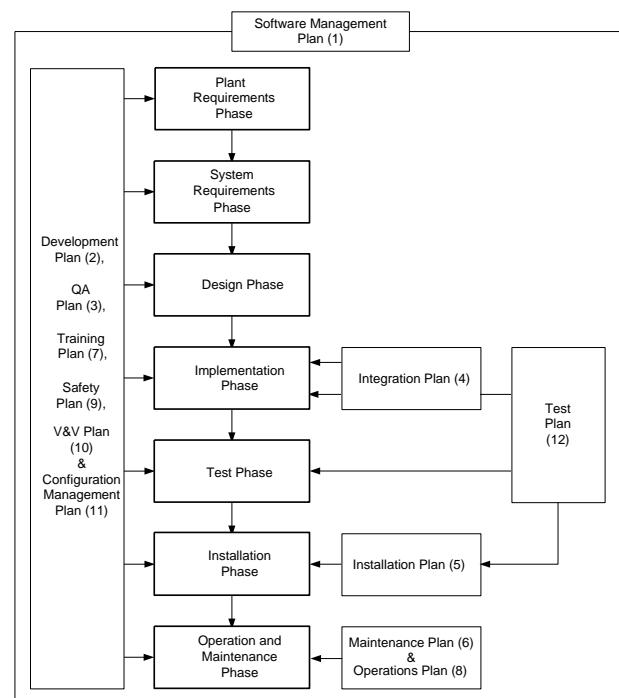 Software Management
Plan (1)
Plant
Requirements
Phase
System
Requirements
Phase
Development
Plan (2),
QA
Plan (3),
Training
Plan (7),
Safety
Plan (9),
V&V Plan
(10)
&
Configuration
Management
Plan (11)
Design Phase
Implementation
Phase
Integration Plan (4)
Test
Plan
(12)
Test Phase
Installation
Phase
Installation Plan (5)
Operation and
Maintenance
Phase
Maintenance Plan (6)
&
Operations Plan (8)